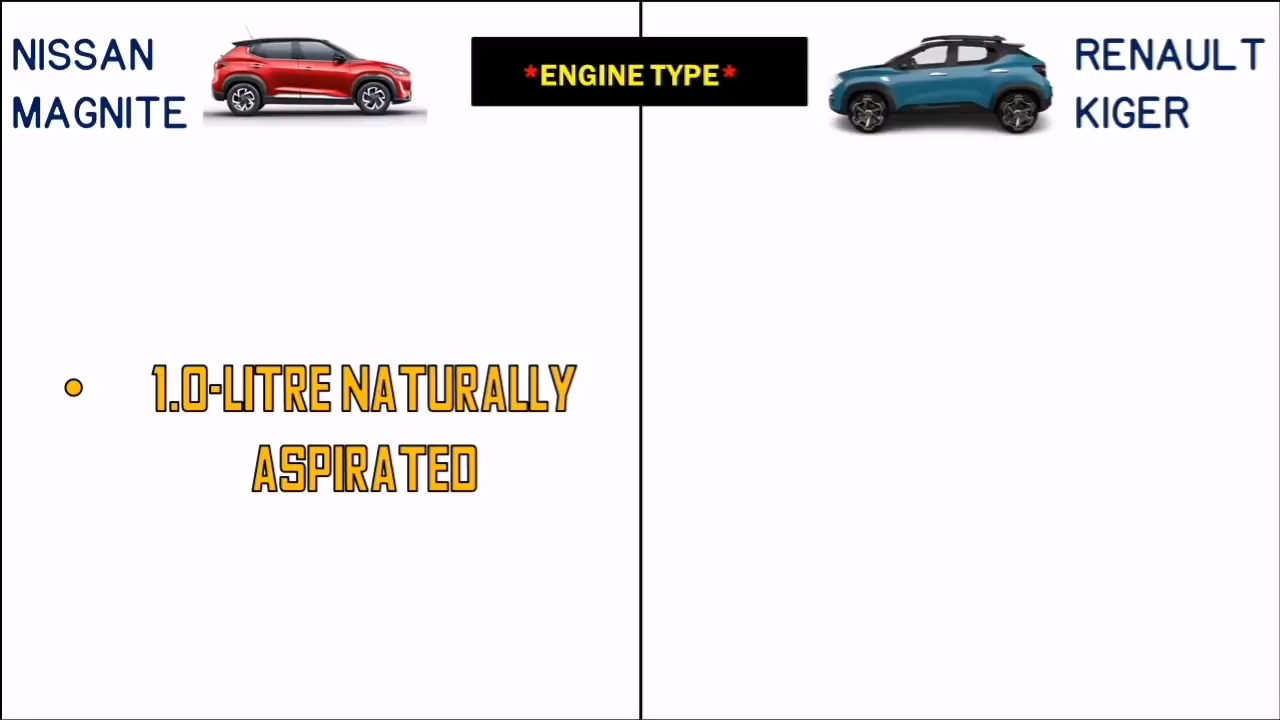 NISSAN
MAGNITE
*ENGINE TYPE*
RENAULT
KIGER
• 1.0-LITRE NATURALLY
ASPIRATED